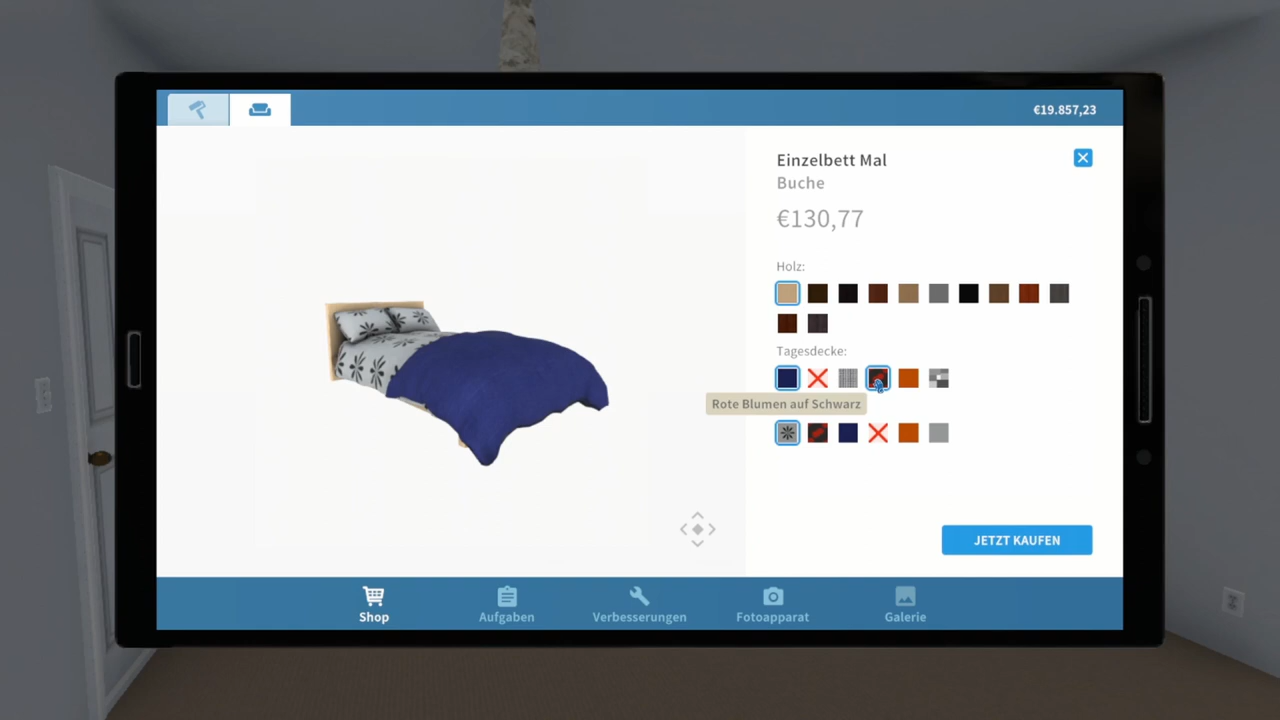 €19.857,23
Einzelbett Mal
Buche
€130,77
Holz:
Tagesdecke:
Rote Blumen auf Schwarz
JETZT KAUFEN
Shop
Aufgaben
Verbesserungen
Fotoapparat
Galerie